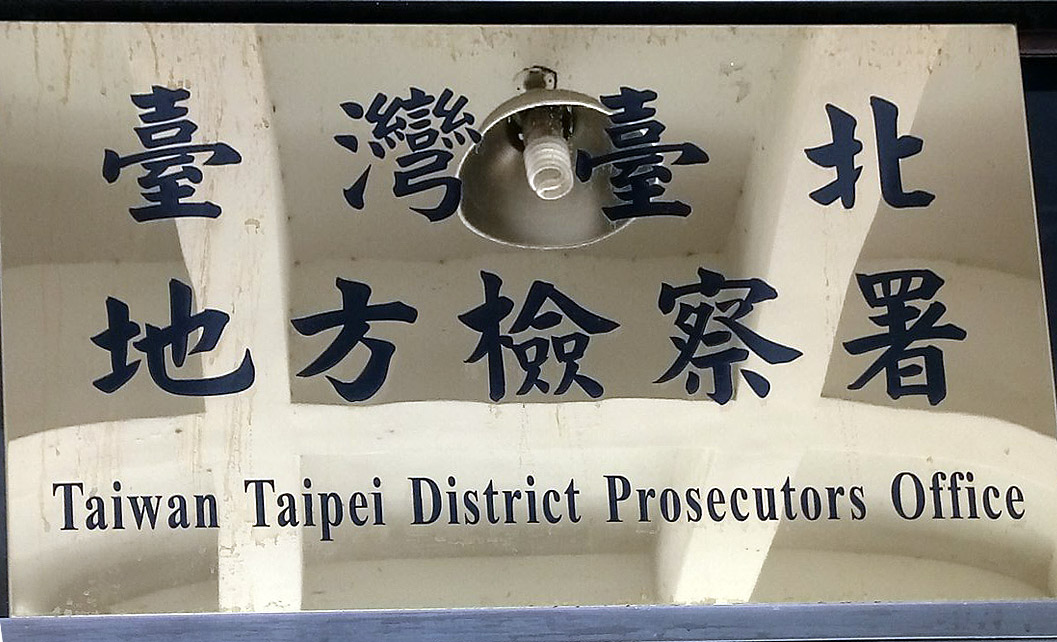 臺灣臺北
地方檢察署
Taiwan Taipei District Prosecutors Office